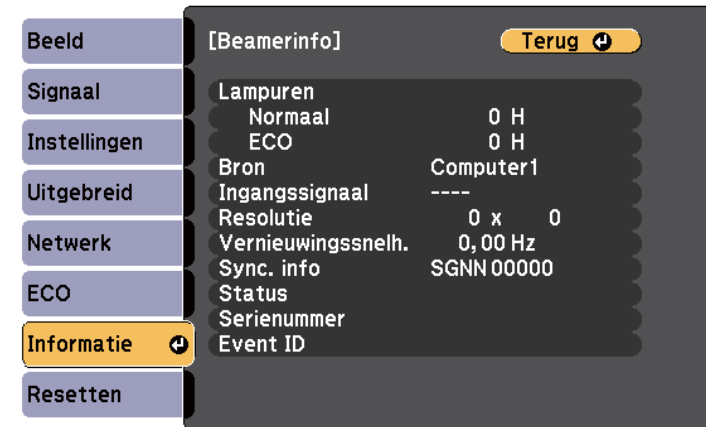 Beeld
Signaal
Instellingen
Uitgebreid
Netwerk
ECO
Informatie
Resetten
[Beamerinfo] Terug
Lampuren
Normaal 0 H
ECO 0 H
Bron Computer1
Ingangssignaal ----
Resolutie 0 x 0
Vernieuwingssnelh. 0,00 Hz
Sync. info SGNN 00000
Status
Serienummer
Event ID